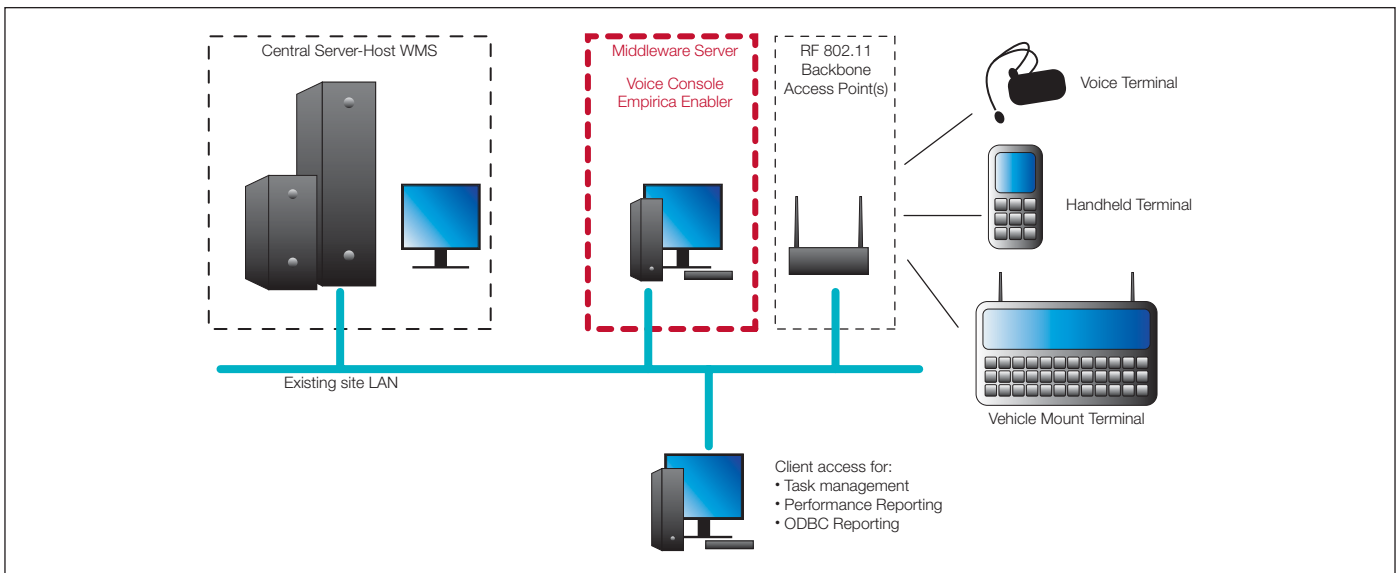 Central Server-Host WMS
Middleware Server
Voice Console
Empirica Enabler
RF 802.11
Backbone
Access Point(s)
Voice Terminal
Handheld Terminal
Vehicle Mount Terminal
Existing site LAN
Client access for:
• Task management
• Performance Reporting
• ODBC Reporting